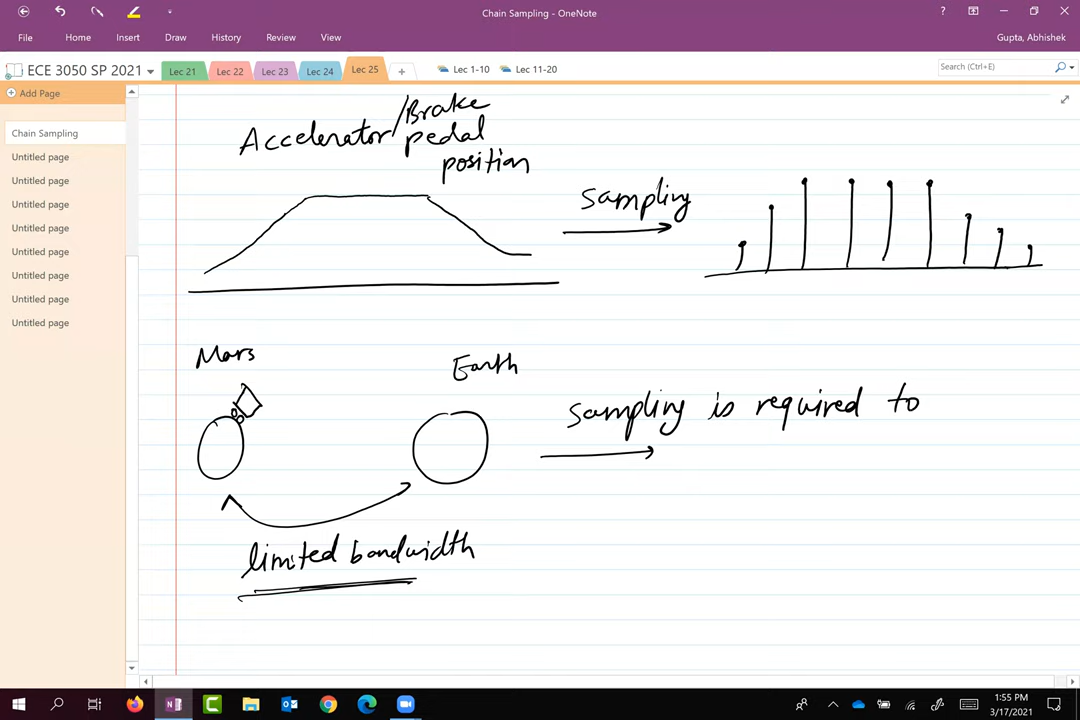 Chain Sampling - OneNote
?
File Home Insert Draw History Review View
Gupta, Abhishek
ECE 3050 SP 2021
Lec 21 Lec 22 Lec 23 Lec 24 Lec 25 + Lec 1-10 Lec 11-20
Search (Ctrl+E)
Add Page
Chain Sampling
Untitled page
Untitled page
Untitled page
Untitled page
Untitled page
Untitled page
Untitled page
Untitled page
Accelerator/Brake
pedal
position
Sampling
Mars
Earth
Sampling is required to
limited bandwidth
1:55 PM
3/17/2021